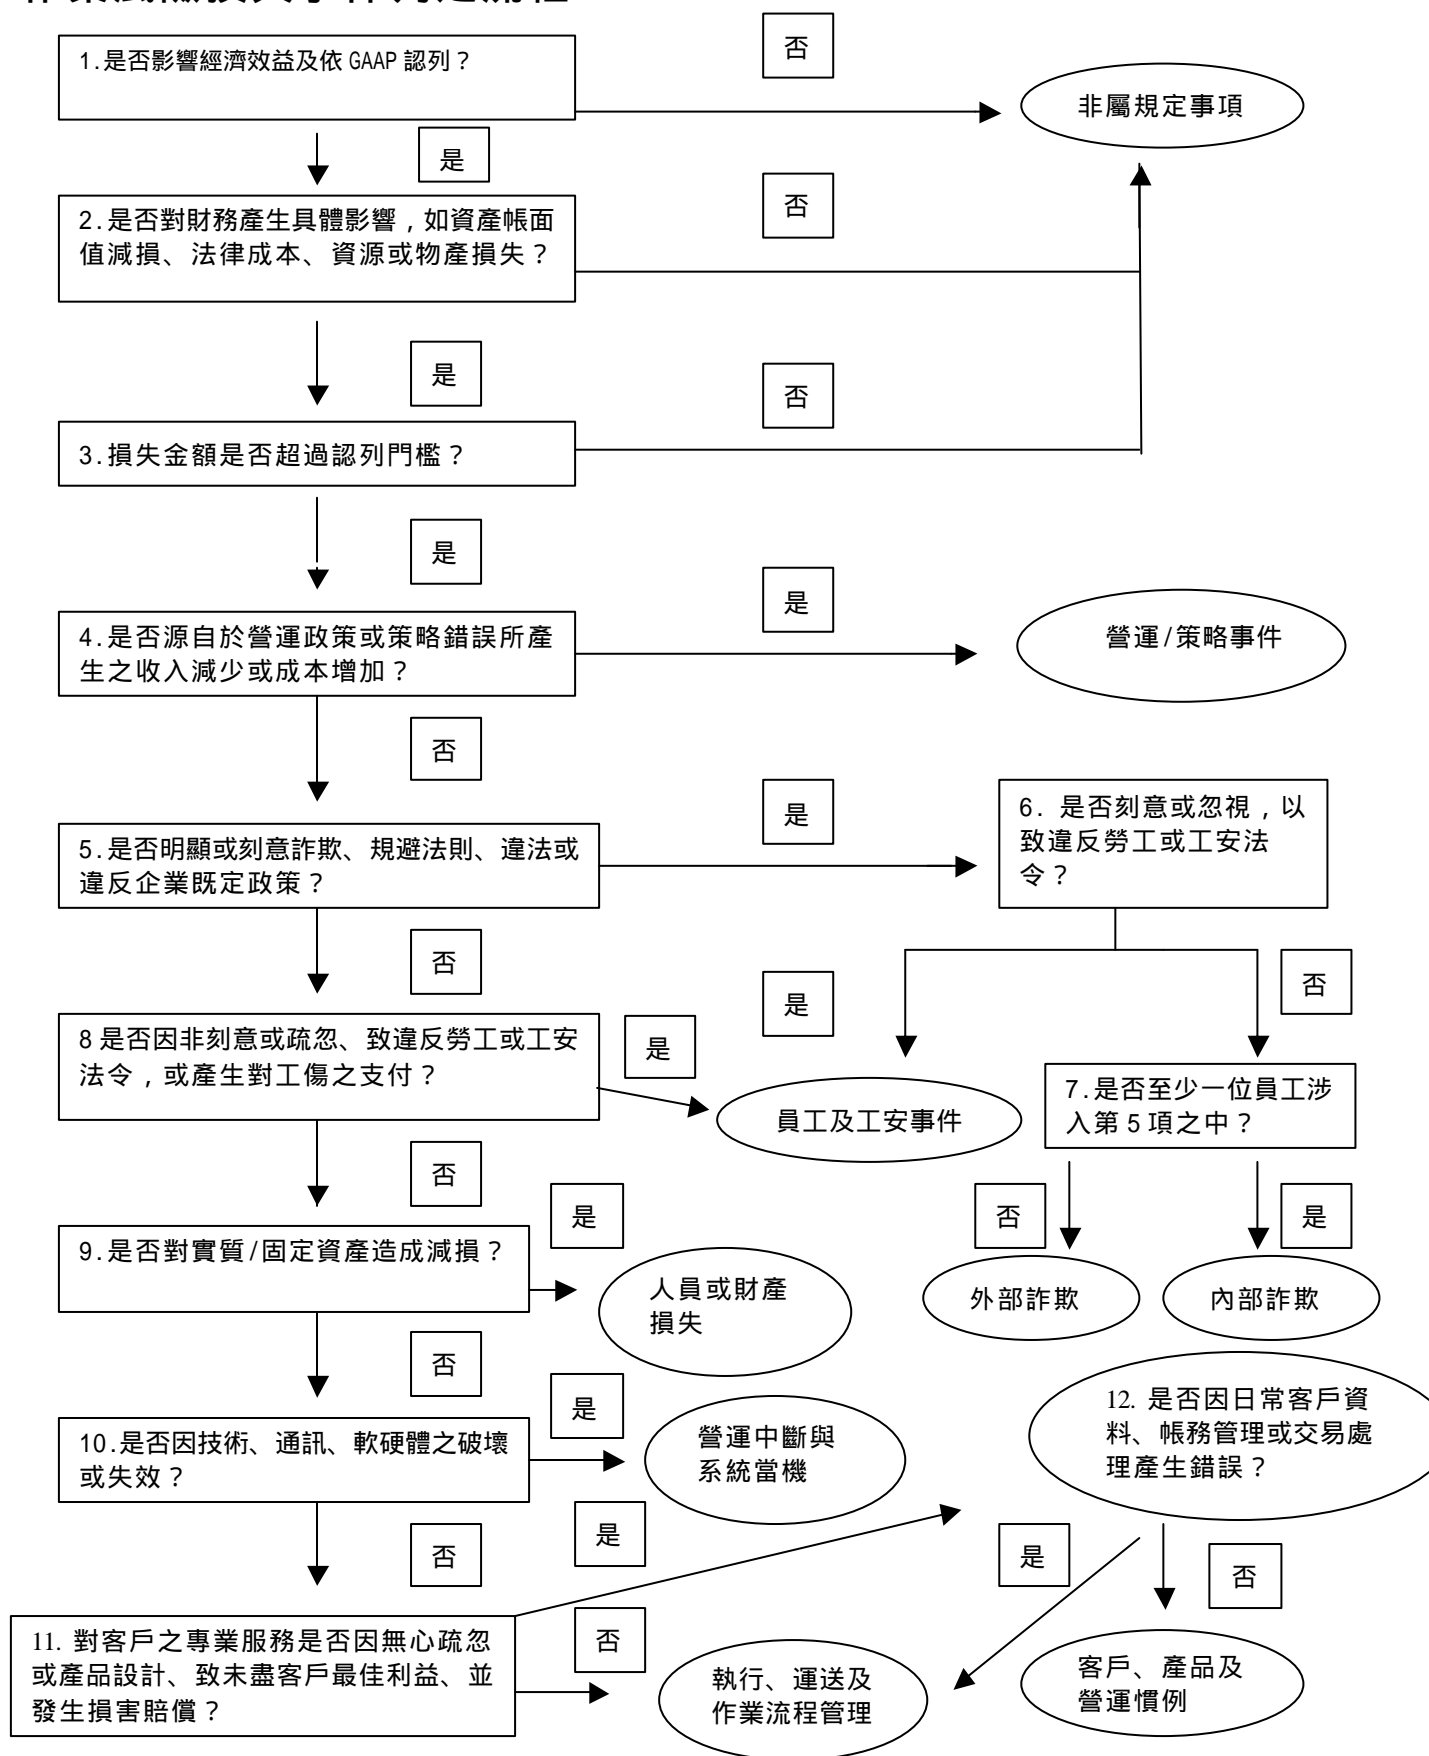 否
1.是否影響經濟效益及依 GAAP 認列？
非屬規定事項
是
否
2.是否對財務產生具體影響，如資產帳面
值減損、法律成本、資源或物產損失？
是
否
3.損失金額是否超過認列門檻？
是
是
4.是否源自於營運政策或策略錯誤所產
生之收入減少或成本增加？
營運/策略事件
否
是
6. 是否刻意或忽視，以
致違反勞工或工安法
令？
5.是否明顯或刻意詐欺、規避法則、違法或
違反企業既定政策？
否
是
否
8 是否因非刻意或疏忽、致違反勞工或工安
法令，或產生對工傷之支付？
是
員工及工安事件
7.是否至少一位員工涉
入第 5 項之中？
否
是
否
是
9.是否對實質/固定資產造成減損？
人員或財產
損失
外部詐欺
內部詐欺
否
是
12. 是否因日常客戶資
料、帳務管理或交易處
理產生錯誤？
10.是否因技術、通訊、軟硬體之破壞
或失效？
營運中斷與
系統當機
否
是
是
否
11. 對客戶之專業服務是否因無心疏忽
或產品設計、致未盡客戶最佳利益、並
發生損害賠償？
否
執行、運送及
作業流程管理
客戶、產品及
營運慣例